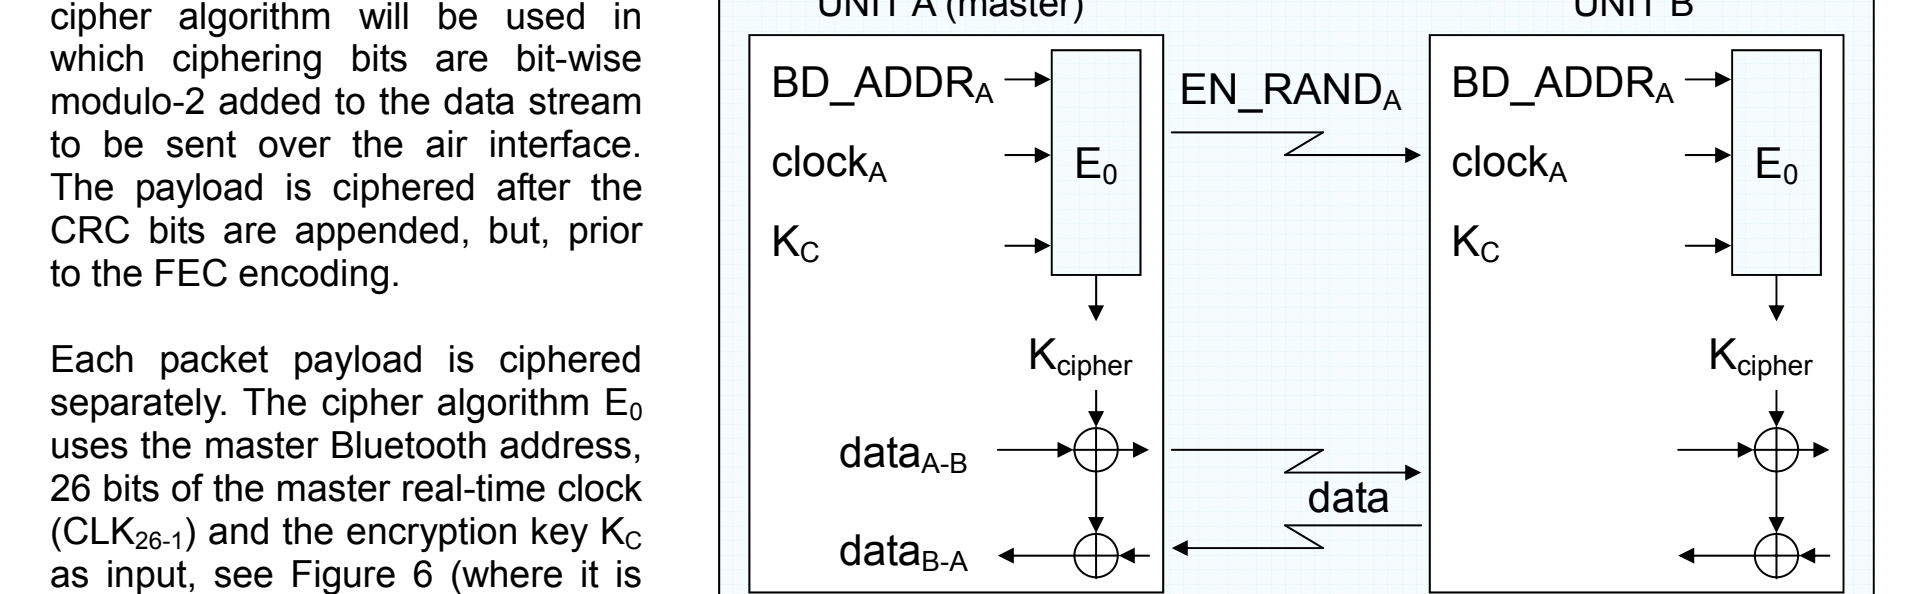 cipher algorithm will be used in
which ciphering bits are bit-wise
modulo-2 added to the data stream
to be sent over the air interface.
The payload is ciphered after the
CRC bits are appended, but, prior
to the FEC encoding.
Each packet payload is ciphered
separately. The cipher algorithm E0
uses the master Bluetooth address,
26 bits of the master real-time clock
(CLK26-1) and the encryption key KC
as input, see Figure 6 (where it is
UNIT A (master)
BD_ADDRA
clockA
KC
E0
Kcipher
dataA-B
dataB-A
EN_RANDA
data
UNIT B
BD_ADDRA
clockA
KC
E0
Kcipher